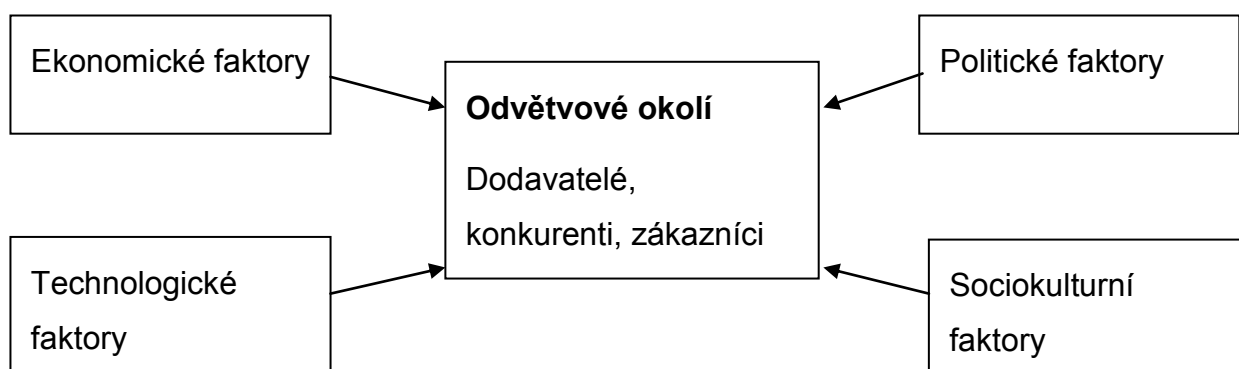 Ekonomické faktory
Politické faktory
Odvětvové okolí
Dodavatelé,
konkurenti, zákazníci
Technologické
faktory
Sociokulturní
faktory